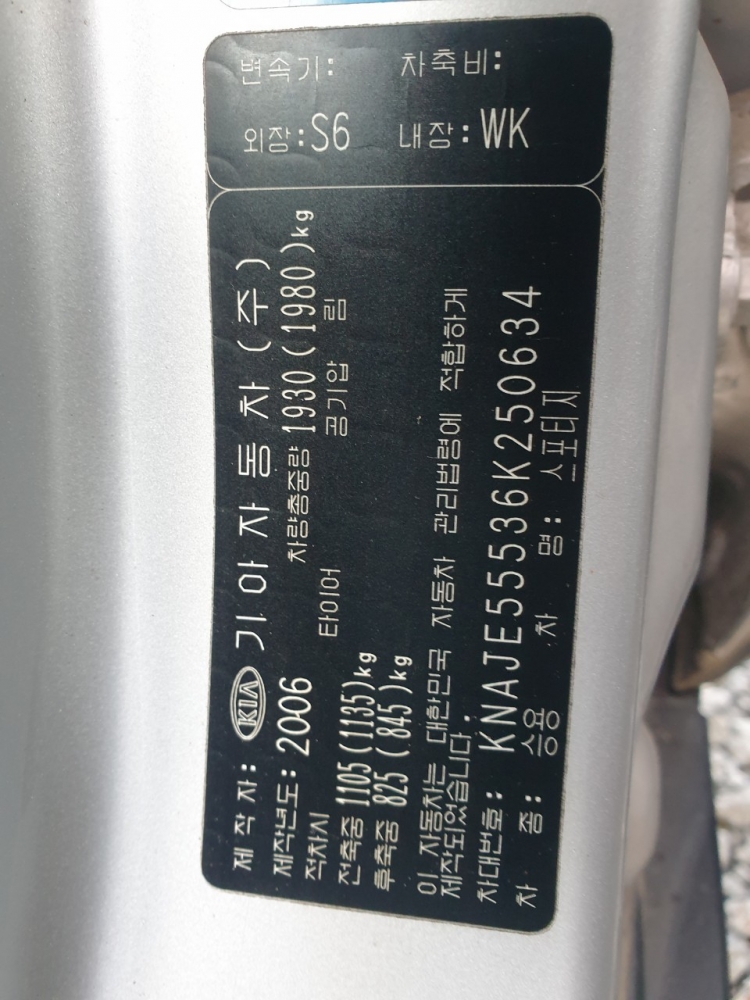 변속기: 차축비:
외장:S6 내장:WK
제 작 자: KIA 기아자동차(주)
제작년도: 2006 차량총중량 1930(1980)kg
적차시 타이어 공기압 림
전축중 1105(1135)kg
후축중 825( 845)kg
이 자동차는 대한민국 자동차 관리법령에 적합하게
제작되었습니다.
차대번호: KNAJE55536K250634
차 종: 승용 차 명: 스포티지